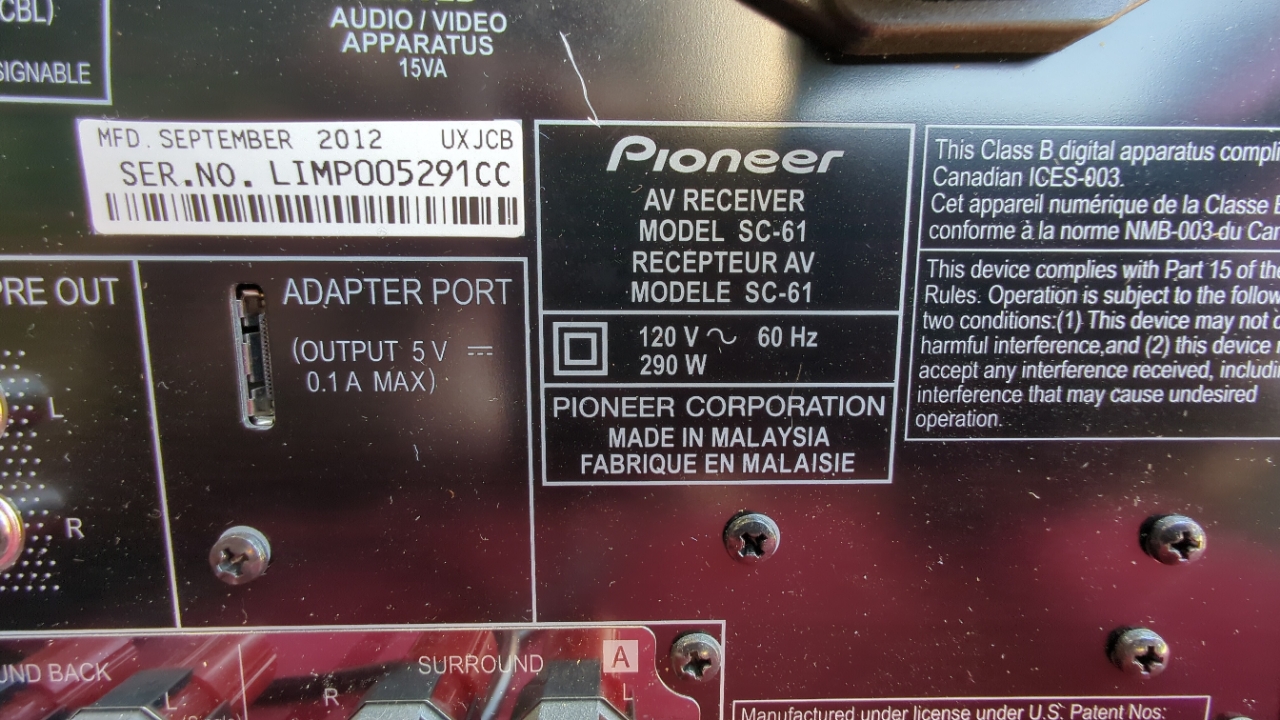 CBL)
AUDIO / VIDEO
APPARATUS
15VA
MFD. SEPTEMBER 2012 UXJCB
SER.NO. LIMP005291CC
PRE OUT
L
R
ADAPTER PORT
(OUTPUT 5 V ⎓
0.1 A MAX)
Pioneer
AV RECEIVER
MODEL SC-61
RECEPTEUR AV
MODELE SC-61
120 V ~ 60 Hz
290 W
PIONEER CORPORATION
MADE IN MALAYSIA
FABRIQUE EN MALAISIE
This Class B digital apparatus compli
Canadian ICES-003.
Cet appareil numérique de la Classe
conforme à la norme NMB-003 du Can
This device complies with Part 15 of the
Rules. Operation is subject to the follow
two conditions:(1) This device may not
harmful interference,and (2) this device
accept any interference received, includi
interference that may cause undesired
operation.
UND BACK
L
(Single)
SURROUND A
R
L
Manufactured under license under U.S. Patent Nos: